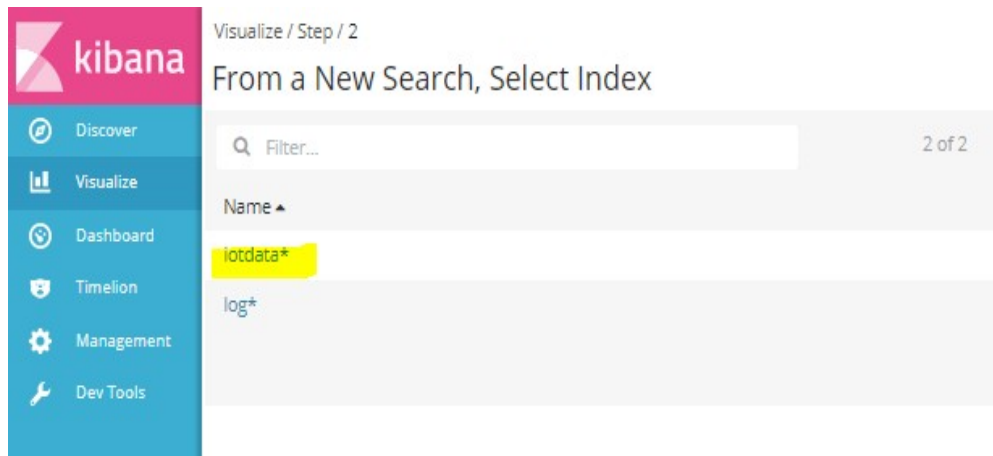 kibana
Discover
Visualize
Dashboard
Timelion
Management
Dev Tools
Visualize / Step / 2
From a New Search, Select Index
Filter...
2 of 2
Name
iotdata*
log*